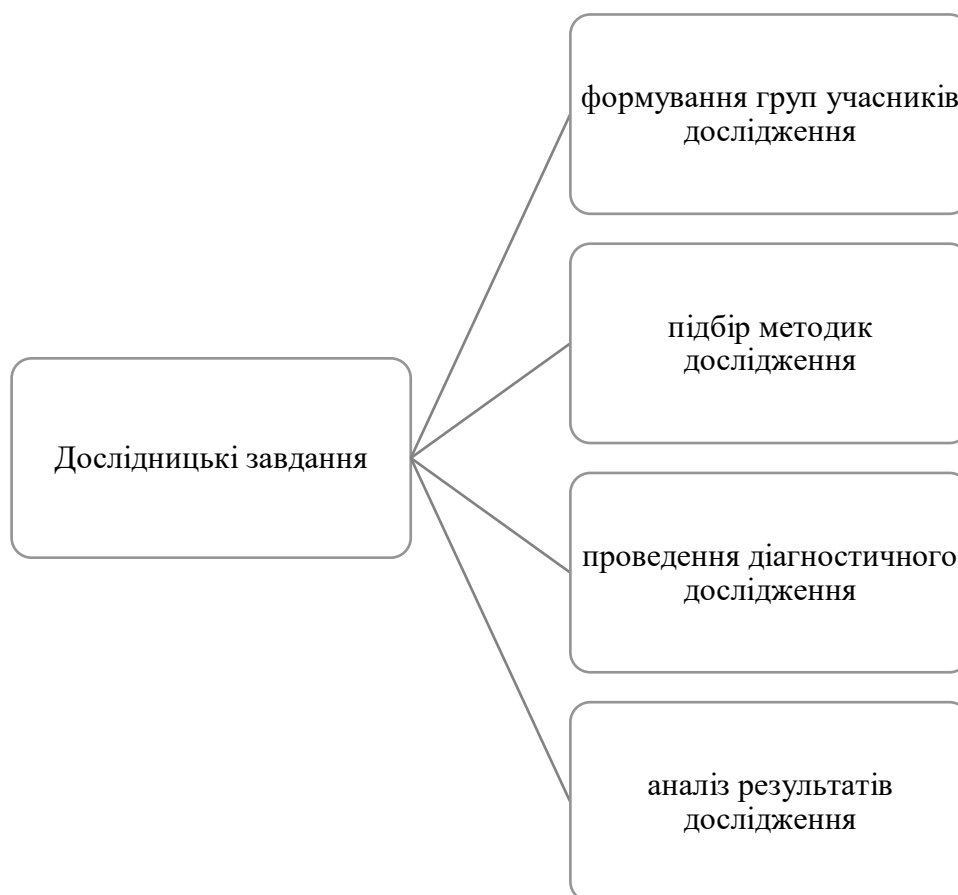 формування груп учасників
дослідження
підбір методик
дослідження
Дослідницькі завдання
проведення діагностичного
дослідження
аналіз результатів
дослідження